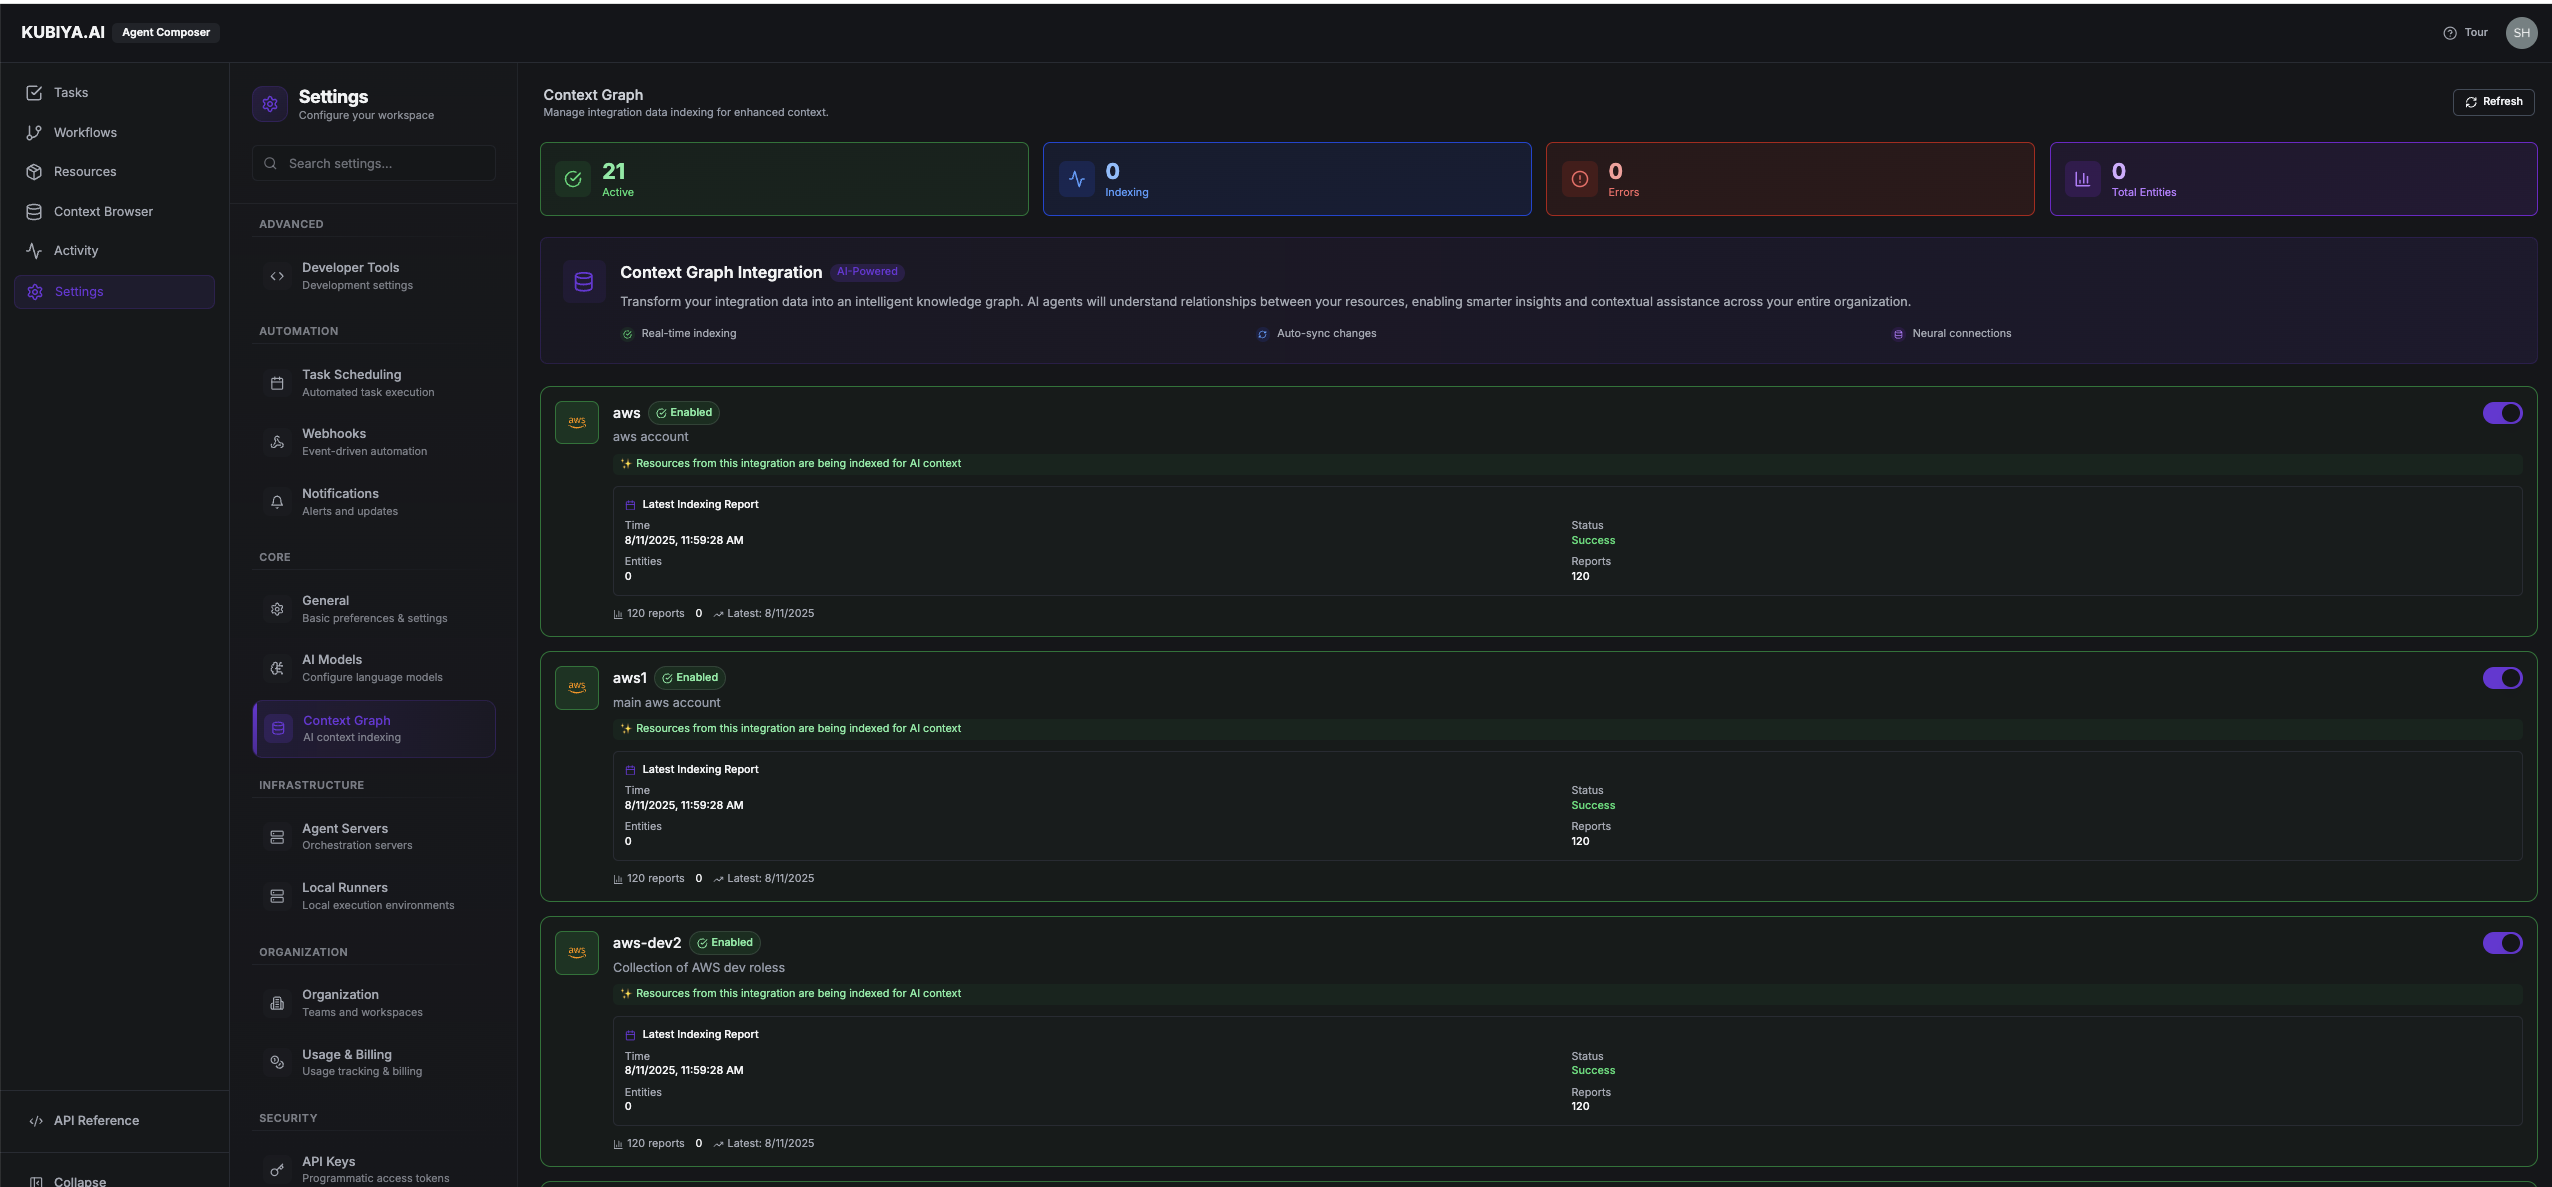 KUBIYA.AI
Agent Composer
Tour
SH
Tasks
Workflows
Resources
Context Browser
Activity
Settings
API Reference
Collapse
Settings
Configure your workspace
Search settings...
ADVANCED
Developer Tools
Development settings
AUTOMATION
Task Scheduling
Automated task execution
Webhooks
Event-driven automation
Notifications
Alerts and updates
CORE
General
Basic preferences & settings
AI Models
Configure language models
Context Graph
AI context indexing
INFRASTRUCTURE
Agent Servers
Orchestration servers
Local Runners
Local execution environments
ORGANIZATION
Organization
Teams and workspaces
Usage & Billing
Usage tracking & billing
SECURITY
API Keys
Programmatic access tokens
Context Graph
Manage integration data indexing for enhanced context.
Refresh
21
Active
0
Indexing
0
Errors
0
Total Entities
Context Graph Integration AI-Powered
Transform your integration data into an intelligent knowledge graph. AI agents will understand relationships between your resources, enabling smarter insights and contextual assistance across your entire organization.
Real-time indexing
Auto-sync changes
Neural connections
aws
aws Enabled
aws account
✨ Resources from this integration are being indexed for AI context
Latest Indexing Report
Time
8/11/2025, 11:59:28 AM
Status
Success
Entities
0
Reports
120
120 reports 0 Latest: 8/11/2025
aws
aws1 Enabled
main aws account
✨ Resources from this integration are being indexed for AI context
Latest Indexing Report
Time
8/11/2025, 11:59:28 AM
Status
Success
Entities
0
Reports
120
120 reports 0 Latest: 8/11/2025
aws
aws-dev2 Enabled
Collection of AWS dev roless
✨ Resources from this integration are being indexed for AI context
Latest Indexing Report
Time
8/11/2025, 11:59:28 AM
Status
Success
Entities
0
Reports
120
120 reports 0 Latest: 8/11/2025